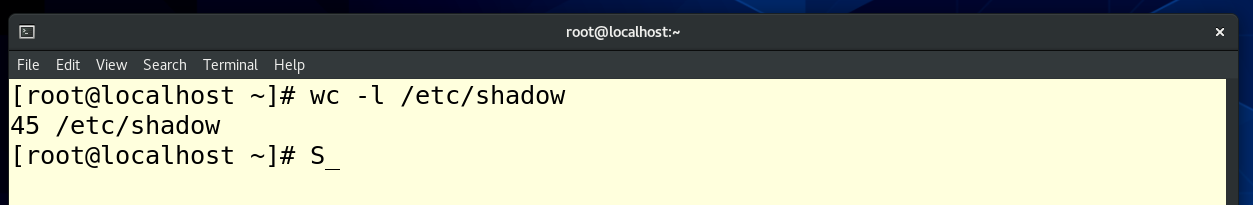 root@localhost:~
File Edit View Search Terminal Help
[root@localhost ~]# wc -l /etc/shadow
45 /etc/shadow
[root@localhost ~]# S_